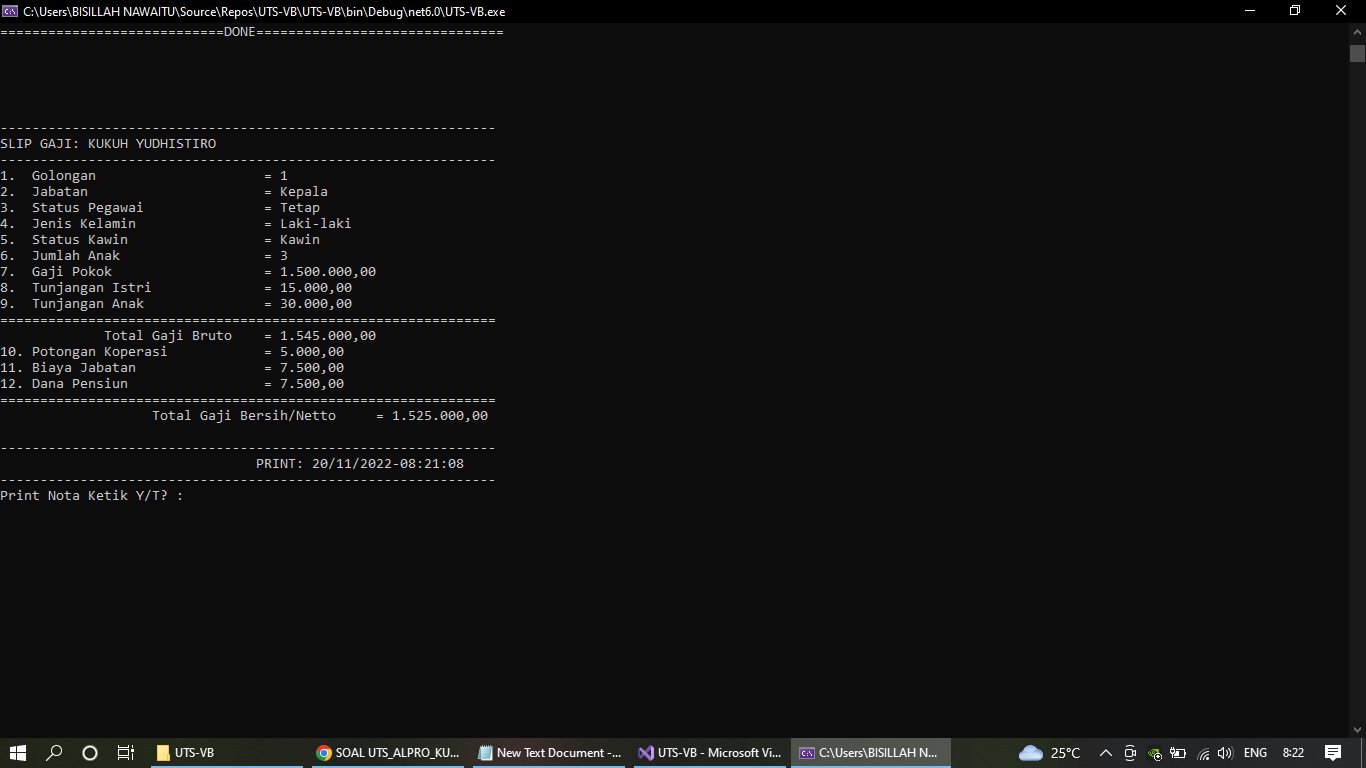 C:\Users\BISILLAH NAWAITU\Source\Repos\UTS-VB\UTS-VB\bin\Debug\net6.0\UTS-VB.exe
============================DONE===============================
--------------------------------------------------------------
SLIP GAJI: KUKUH YUDHISTIRO
--------------------------------------------------------------
1.  Golongan                     = 1
2.  Jabatan                      = Kepala
3.  Status Pegawai               = Tetap
4.  Jenis Kelamin                = Laki-laki
5.  Status Kawin                 = Kawin
6.  Jumlah Anak                  = 3
7.  Gaji Pokok                   = 1.500.000,00
8.  Tunjangan Istri              = 15.000,00
9.  Tunjangan Anak               = 30.000,00
==============================================================
             Total Gaji Bruto    = 1.545.000,00
10. Potongan Koperasi            = 5.000,00
11. Biaya Jabatan                = 7.500,00
12. Dana Pensiun                 = 7.500,00
==============================================================
                   Total Gaji Bersih/Netto     = 1.525.000,00
--------------------------------------------------------------
                                PRINT: 20/11/2022-08:21:08
--------------------------------------------------------------
Print Nota Ketik Y/T? :
UTS-VB SOAL UTS_ALPRO_KU... New Text Document -... UTS-VB - Microsoft Vi... C:\Users\BISILLAH N... 25°C ENG 8:22